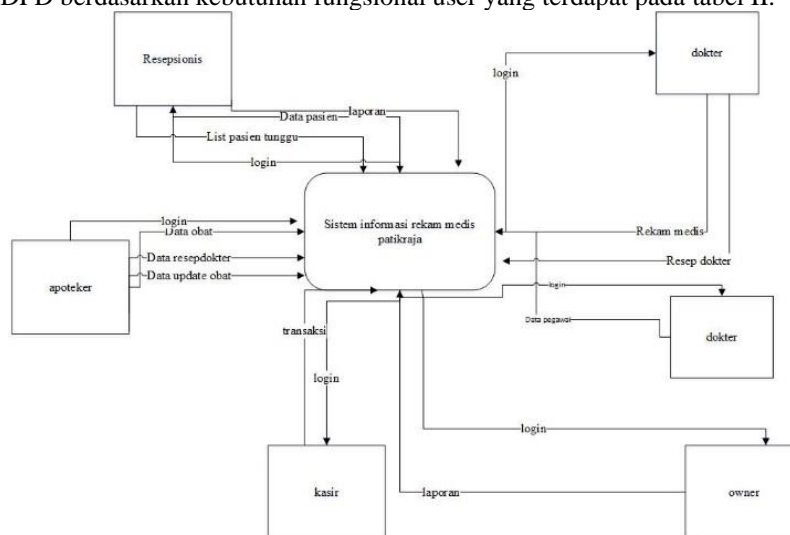 DFD berdasarkan kebutuhan fungsional user yang terdapat pada tabel II.
Resepsionis
dokter
login
laporan
Data pasien
List pasien tunggu
login
Sistem informasi rekam medis
patikraja
login
Data obat
Rekam medis
apoteker
Data resepdokter
Resep dokter
Data update obat
login
Data pegawai
transaksi
dokter
login
login
kasir
laporan
owner